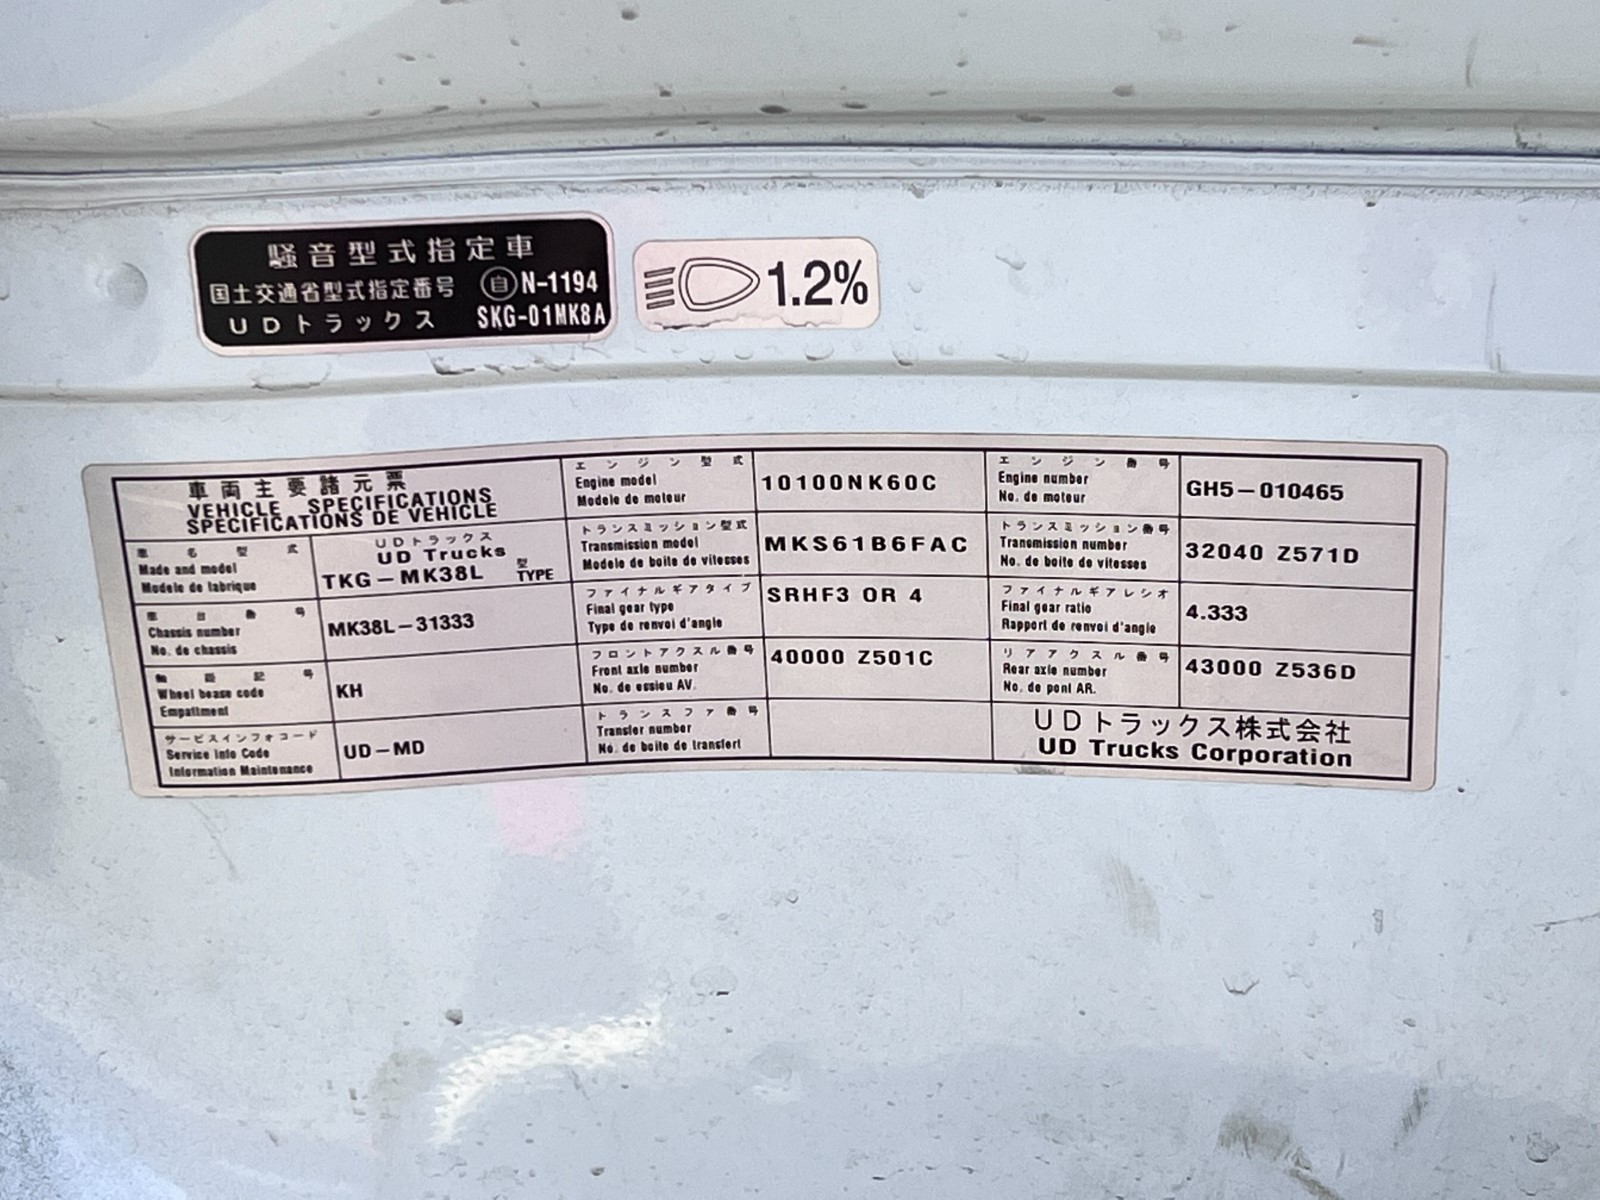 騒音型式指定車
国土交通省型式指定番号 自 N-1194
UDトラックス SKG-01MK8A
1.2%
車両主要諸元票
VEHICLE SPECIFICATIONS
SPECIFICATIONS DE VEHICLE
車名型式
Made and model
Modele de fabrique
UDトラックス
UD Trucks
TKG-MK38L 型 TYPE
車台番号
Chassis number
No. de chassis
MK38L-31333
号
Wheel bease code
Empattment
KH
サービスインフォコード
Service Info Code
Information Maintenance
UD-MD
エンジン型式
Engine model
Modele de moteur
10100NK60C
トランスミッション型式
Transmission model
Modele de boite de vitesses
MKS61B6FAC
ファイナルギアタイプ
Final gear type
Type de renvoi d'angle
SRHF3 OR 4
フロントアクスル番号
Front axle number
No. de essieu AV.
40000 Z501C
トランスファ番号
Transfer number
No. de boite de transfert
エンジン番号
Engine number
No. de moteur
GH5-010465
トランスミッション番号
Transmission number
No. de boite de vitesses
32040 Z571D
ファイナルギアレシオ
Final gear ratio
Rapport de renvoi d'angle
4.333
リアアクスル番号
Rear axle number
No. de pont AR.
43000 Z536D
UDトラックス株式会社
UD Trucks Corporation